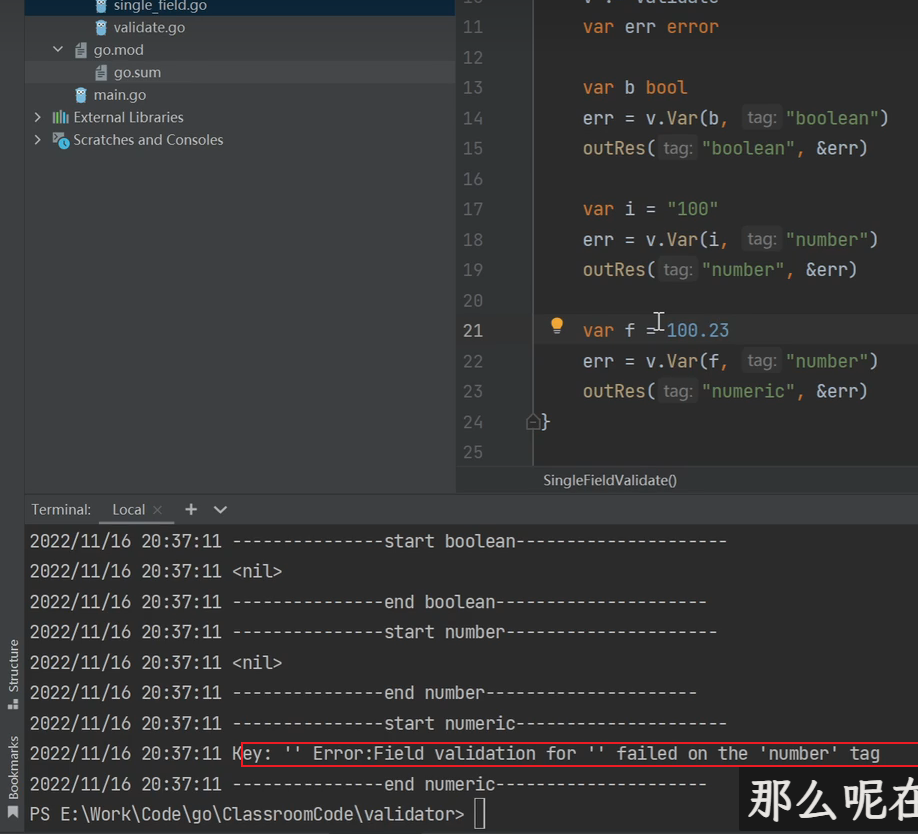 single_field.go
validate.go
go.mod
go.sum
main.go
External Libraries
Scratches and Consoles
11 var err error
12
13 var b bool
14 err = v.Var(b, tag: "boolean")
15 outRes( tag: "boolean", &err)
16
17 var i = "100"
18 err = v.Var(i, tag: "number")
19 outRes( tag: "number", &err)
20
21 var f = 100.23
22 err = v.Var(f, tag: "number")
23 outRes( tag: "numeric", &err)
24 }
25
SingleFieldValidate()
Terminal: Local
2022/11/16 20:37:11 ---------------start boolean---------------------
2022/11/16 20:37:11 <nil>
2022/11/16 20:37:11 ---------------end boolean---------------------
2022/11/16 20:37:11 ---------------start number---------------------
2022/11/16 20:37:11 <nil>
2022/11/16 20:37:11 ---------------end number---------------------
2022/11/16 20:37:11 ---------------start numeric---------------------
2022/11/16 20:37:11 Key: '' Error:Field validation for '' failed on the 'number' tag
2022/11/16 20:37:11 ---------------end numeric---------------------
PS E:\Work\Code\go\ClassroomCode\validator>
Structure
Bookmarks
那么呢在